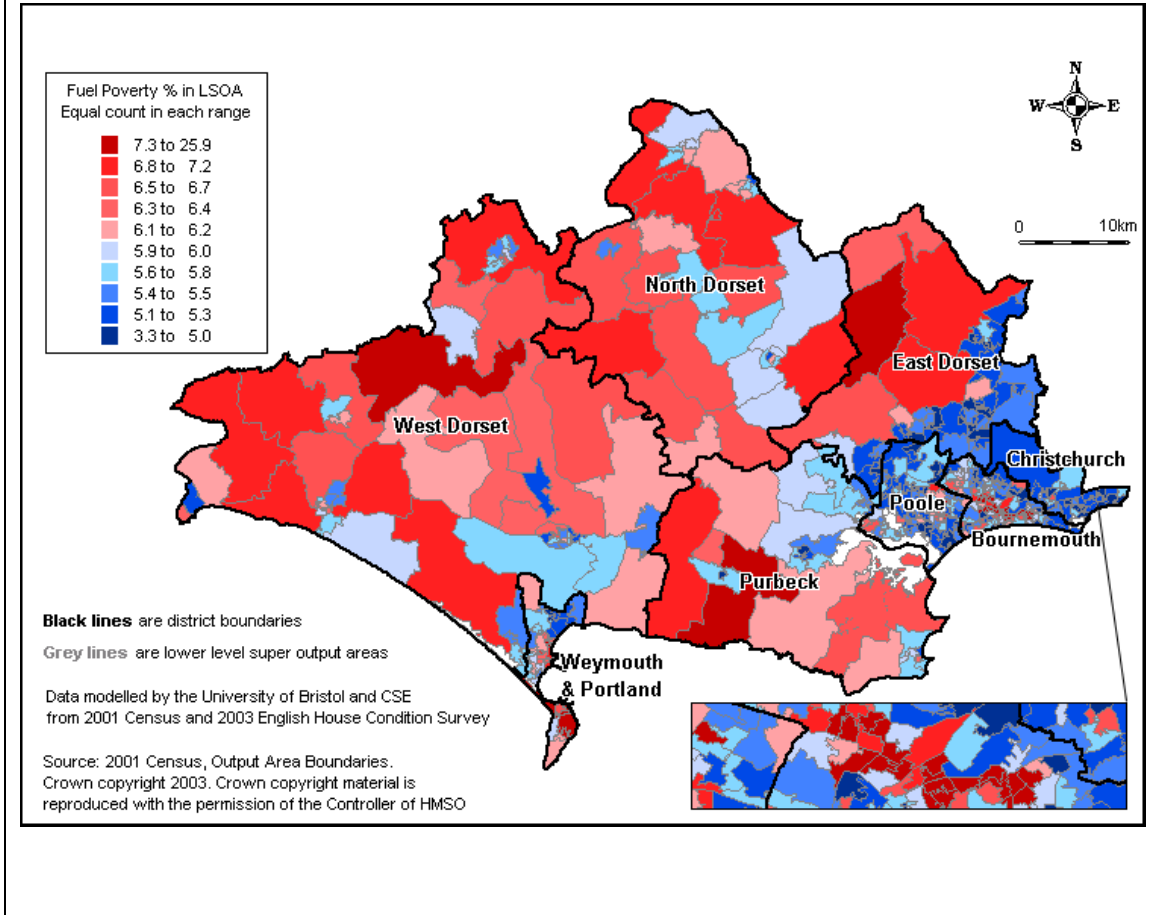 Fuel Poverty % in LSOA
Equal count in each range
7.3 to 25.9
6.8 to 7.2
6.5 to 6.7
6.3 to 6.4
6.1 to 6.2
5.9 to 6.0
5.6 to 5.8
5.4 to 5.5
5.1 to 5.3
3.3 to 5.0
N
W E
S
0 10km
North Dorset
East Dorset
West Dorset
Christchurch
Poole
Bournemouth
Purbeck
Weymouth
& Portland
Black lines are district boundaries
Grey lines are lower level super output areas
Data modelled by the University of Bristol and CSE
from 2001 Census and 2003 English House Condition Survey
Source: 2001 Census, Output Area Boundaries.
Crown copyright 2003. Crown copyright material is
reproduced with the permission of the Controller of HMSO